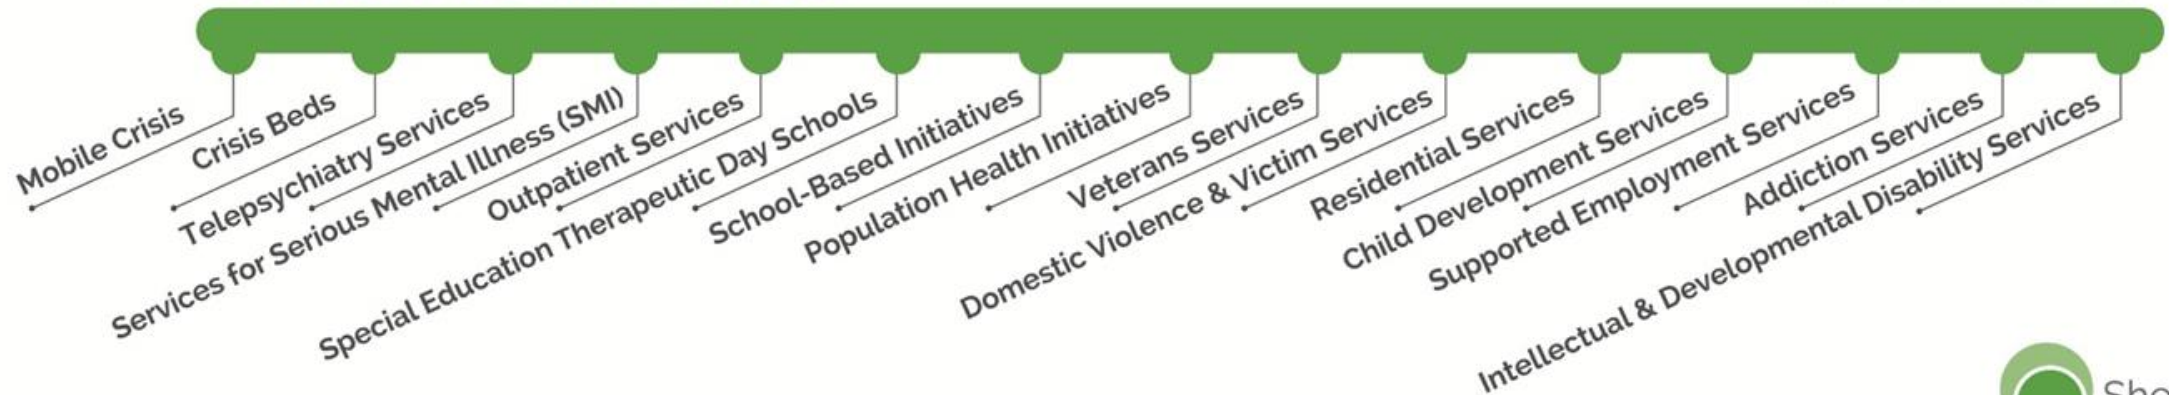 Mobile Crisis
Crisis Beds
Telepsychiatry Services
Services for Serious Mental Illness (SMI)
Outpatient Services
Special Education Therapeutic Day Schools
School-Based Initiatives
Population Health Initiatives
Veterans Services
Domestic Violence & Victim Services
Residential Services
Child Development Services
Supported Employment Services
Addiction Services
Intellectual & Developmental Disability Services